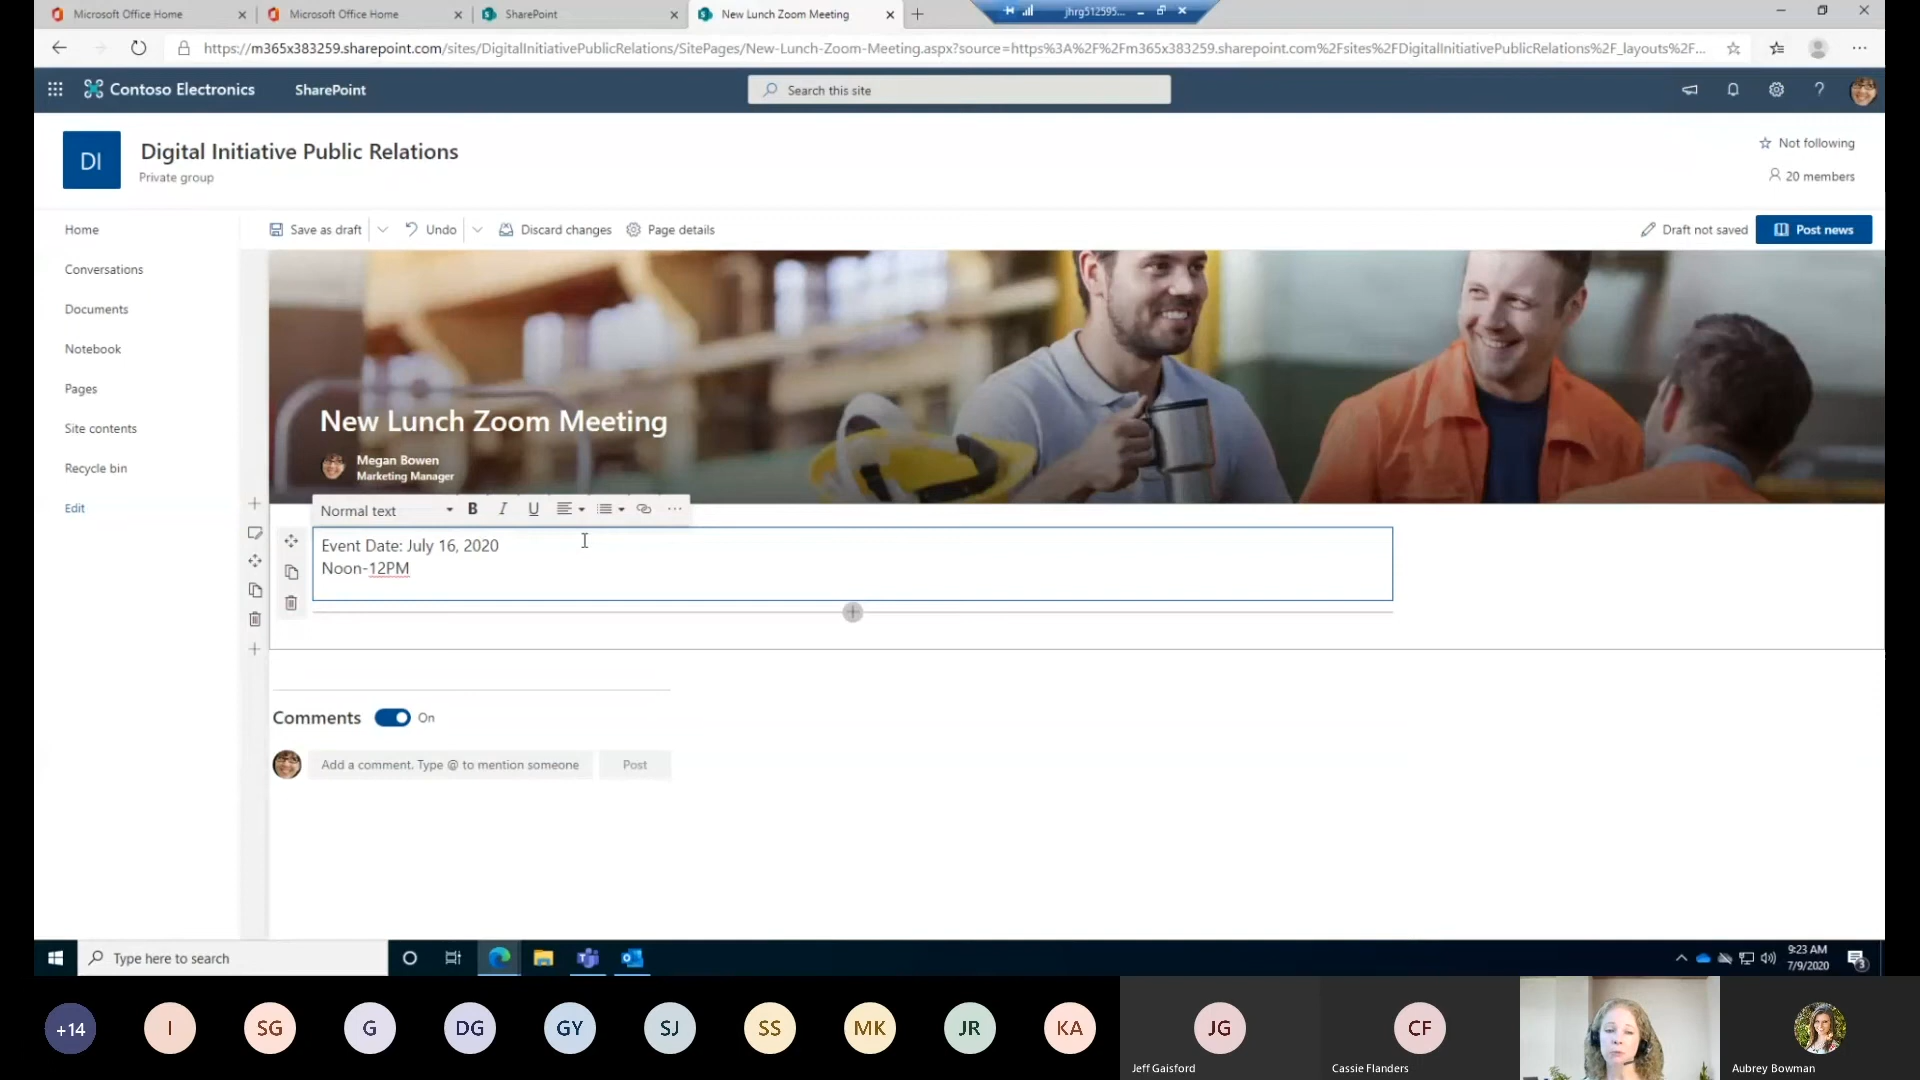 Microsoft Office Home
Microsoft Office Home
SharePoint
New Lunch Zoom Meeting
jhrg512595...
https://m365x383259.sharepoint.com/sites/DigitalInitiativePublicRelations/SitePages/New-Lunch-Zoom-Meeting.aspx?source=https%3A%2F%2Fm365x383259.sharepoint.com%2Fsites%2FDigitalInitiativePublicRelations%2F_layouts%2F...
Contoso Electronics
SharePoint
Search this site
?
DI
Digital Initiative Public Relations
Private group
Not following
20 members
Home
Conversations
Documents
Notebook
Pages
Site contents
Recycle bin
Edit
Save as draft
Undo
Discard changes
Page details
Draft not saved
Post news
New Lunch Zoom Meeting
Megan Bowen
Marketing Manager
Normal text
B
I
U
Event Date: July 16, 2020
Noon-12PM
Comments
On
Add a comment. Type @ to mention someone
Post
Type here to search
9:23 AM
7/9/2020
3
+14
I
SG
G
DG
GY
SJ
SS
MK
JR
KA
JG
Jeff Gaisford
CF
Cassie Flanders
Aubrey Bowman